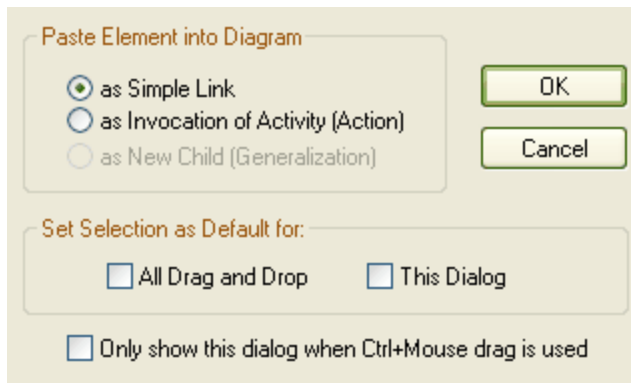 Paste Element into Diagram
as Simple Link
as Invocation of Activity (Action)
as New Child (Generalization)
OK
Cancel
Set Selection as Default for:
All Drag and Drop
This Dialog
Only show this dialog when Ctrl+Mouse drag is used